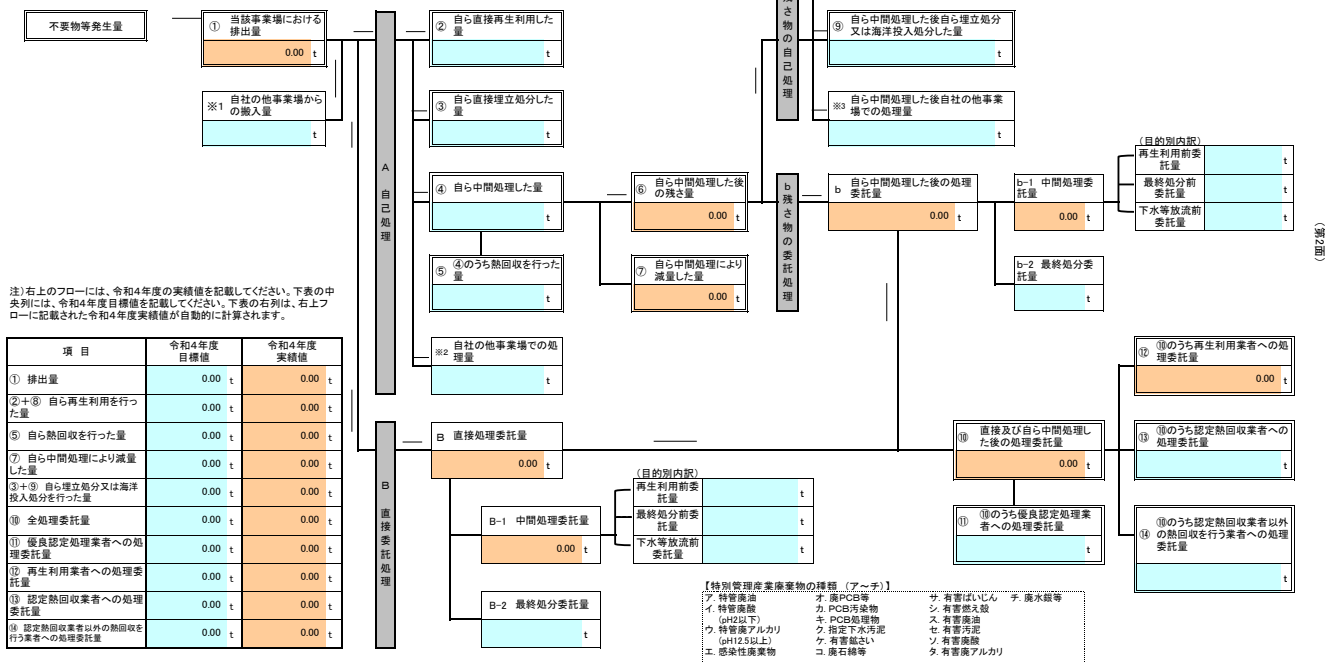 不要物等発生量
① 当該事業場における
排出量
0.00 t
※1 自社の他事業場から
の搬入量
t
A
自己処理
② 自ら直接再生利用した
量
t
③ 自ら直接埋立処分した
量
t
④ 自ら中間処理した量
t
⑤ ④のうち熱回収を行った
量
t
※2 自社の他事業場での処
理量
t
⑥ 自ら中間処理した後
の残さ量
0.00 t
⑦ 自ら中間処理により
減量した量
0.00 t
さ物の自己処理
⑨ 自ら中間処理した後自ら埋立処分
又は海洋投入処分した量
t
※3 自ら中間処理した後自社の他事業
場での処理量
t
b残さ物の委託処理
b 自ら中間処理した後の処理
委託量
0.00 t
b-1 中間処理委
託量
0.00 t
b-2 最終処分委
託量
t
(目的別内訳)
再生利用前委
託量
t
最終処分前
委託量
t
下水等放流前
委託量
t
(第2面)
注)右上のフローには、令和4年度の実績値を記載してください。下表の中
央列には、令和4年度目標値を記載してください。下表の右列は、右上フ
ローに記載された令和4年度実績値が自動的に計算されます。
項 目 令和4年度
目標値 令和4年度
実績値
① 排出量 0.00 t 0.00 t
②+⑧ 自ら再生利用を行っ
た量 0.00 t 0.00 t
⑤ 自ら熱回収を行った量 0.00 t 0.00 t
⑦ 自ら中間処理により減量
した量 0.00 t 0.00 t
③+⑨ 自ら埋立処分又は海洋
投入処分を行った量 0.00 t 0.00 t
⑩ 全処理委託量 0.00 t 0.00 t
⑪ 優良認定処理業者への処
理委託量 0.00 t 0.00 t
⑫ 再生利用業者への処理委
託量 0.00 t 0.00 t
⑬ 認定熱回収業者への処理
委託量 0.00 t 0.00 t
⑭ 認定熱回収業者以外の熱回収を
行う業者への処理委託量 0.00 t 0.00 t
B
直接委託処理
B 直接処理委託量
0.00 t
B-1 中間処理委託量
0.00 t
B-2 最終処分委託量
t
(目的別内訳)
再生利用前委
託量
t
最終処分前委
託量
t
下水等放流前
委託量
t
⑩ 直接及び自ら中間処理し
た後の処理委託量
0.00 t
⑪ ⑩のうち優良認定処理業
者への処理委託量
t
⑫ ⑩のうち再生利用業者への処
理委託量
0.00 t
⑬ ⑩のうち認定熱回収業者への
処理委託量
t
⑭ ⑩のうち認定熱回収業者以外
の熱回収を行う業者への処理
委託量
t
【特別管理産業廃棄物の種類 (ア~チ)】
ア. 特管廃油 オ. 廃PCB等 サ. 有害ばいじん チ. 廃水銀等
イ. 特管廃酸 カ. PCB汚染物 シ. 有害燃え殻
(pH2以下) キ. PCB処理物 ス. 有害廃油
ウ. 特管廃アルカリ ク. 指定下水汚泥 セ. 有害汚泥
(pH12.5以上) ケ. 有害鉱さい ソ. 有害廃酸
エ. 感染性廃棄物 コ. 廃石綿等 タ. 有害廃アルカリ